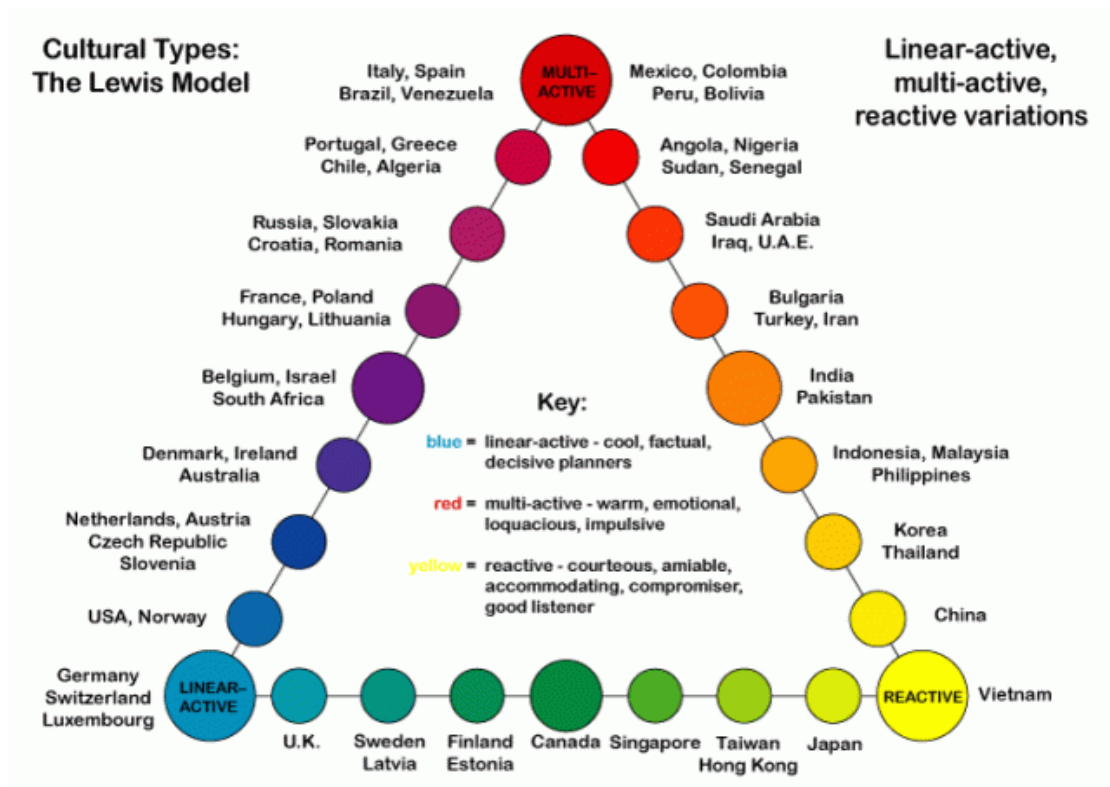 Cultural Types:
The Lewis Model
Linear-active,
multi-active,
reactive variations
MULTI–
ACTIVE
Italy, Spain
Brazil, Venezuela
Mexico, Colombia
Peru, Bolivia
Portugal, Greece
Chile, Algeria
Angola, Nigeria
Sudan, Senegal
Russia, Slovakia
Croatia, Romania
Saudi Arabia
Iraq, U.A.E.
France, Poland
Hungary, Lithuania
Bulgaria
Turkey, Iran
Belgium, Israel
South Africa
India
Pakistan
Key:
blue = linear-active - cool, factual,
decisive planners
red = multi-active - warm, emotional,
loquacious, impulsive
yellow = reactive - courteous, amiable,
accommodating, compromiser,
good listener
Denmark, Ireland
Australia
Indonesia, Malaysia
Philippines
Netherlands, Austria
Czech Republic
Slovenia
Korea
Thailand
USA, Norway
China
Germany
Switzerland
Luxembourg
LINEAR–
ACTIVE
REACTIVE
Vietnam
U.K.
Sweden
Latvia
Finland
Estonia
Canada
Singapore
Taiwan
Hong Kong
Japan